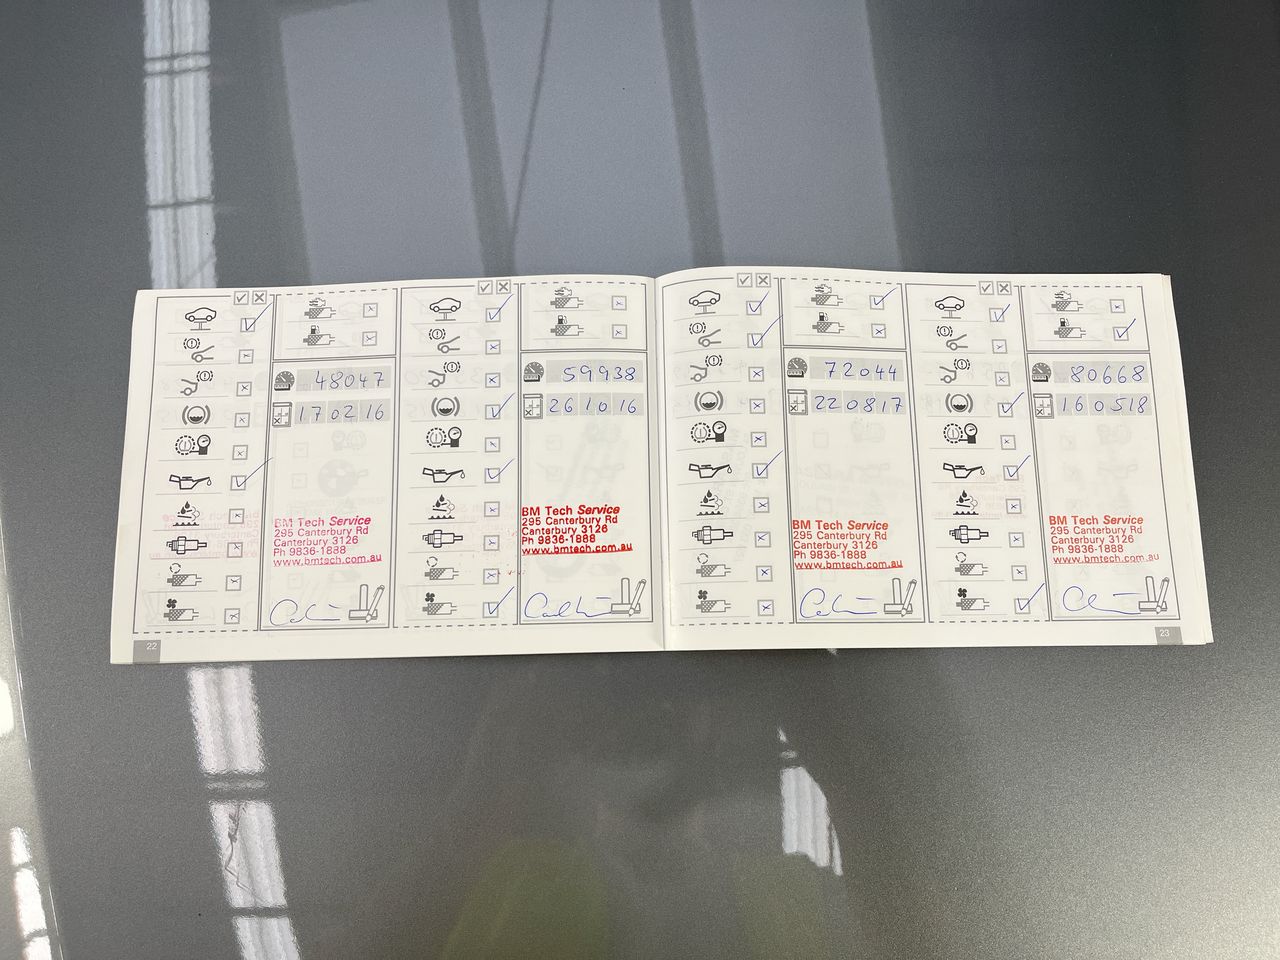 48047
170216
BM Tech Service
295 Canterbury Rd
Canterbury 3126
Ph 9836-1888
www.bmtech.com.au
22
59938
261016
BM Tech Service
295 Canterbury Rd
Canterbury 3126
Ph 9836-1888
www.bmtech.com.au
72044
220817
BM Tech Service
295 Canterbury Rd
Canterbury 3126
Ph 9836-1888
www.bmtech.com.au
80668
160518
BM Tech Service
295 Canterbury Rd
Canterbury 3126
Ph 9836-1888
www.bmtech.com.au
23